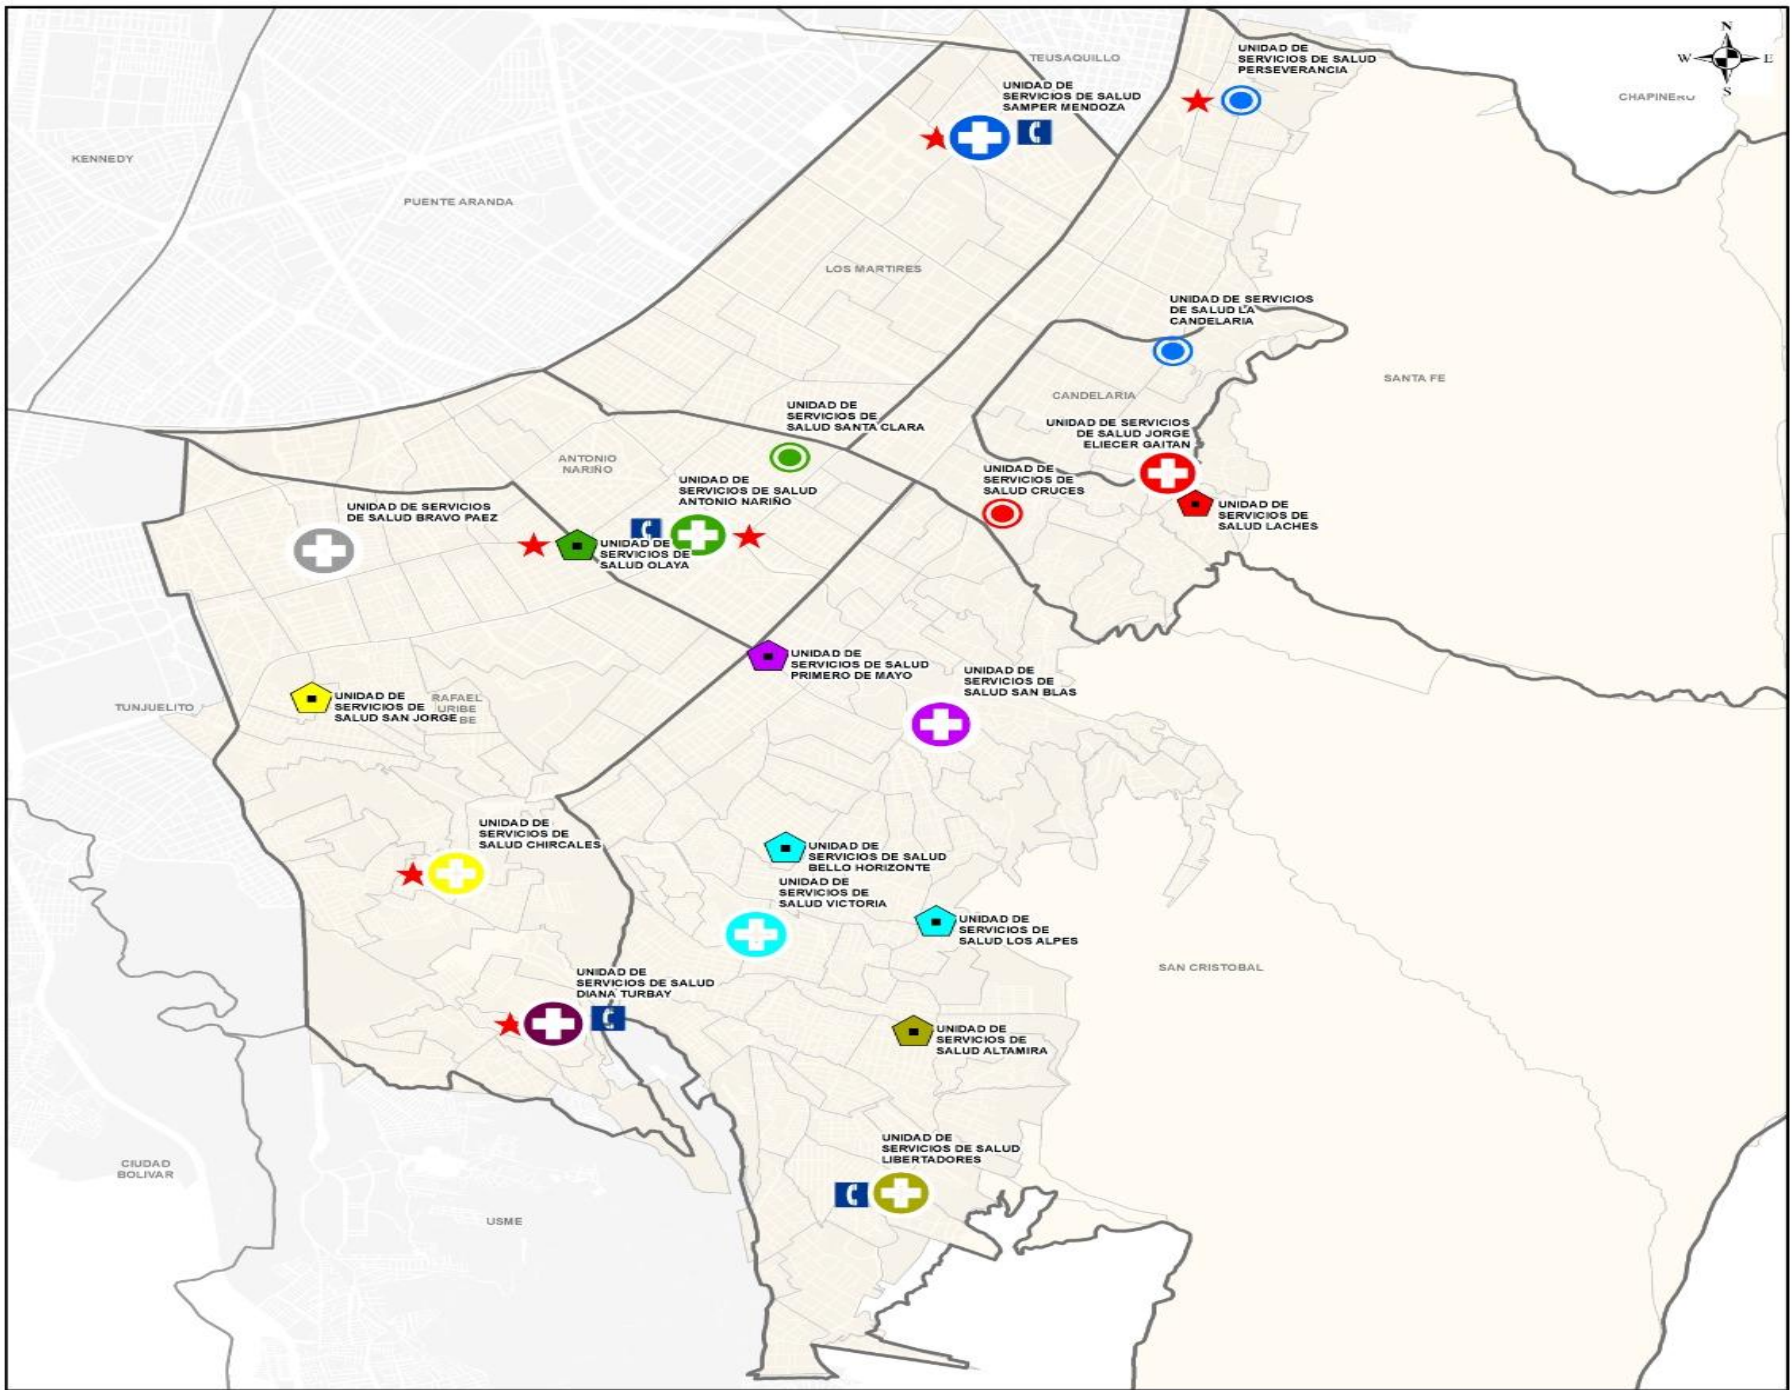 N
W
E
S
UNIDAD DE
SERVICIOS DE SALUD
PERSEVERANCIA
TEUSAQUILLO
UNIDAD DE
SERVICIOS DE SALUD
SAMPER MENDOZA
CHAPINERO
KENNEDY
PUENTE ARANDA
LOS MARTIRES
UNIDAD DE SERVICIOS
DE SALUD LA
CANDELARIA
SANTA FE
CANDELARIA
UNIDAD DE
SERVICIOS DE
SALUD SANTA CLARA
UNIDAD DE SERVICIOS
DE SALUD JORGE
ELIECER GAITAN
ANTONIO
NARIÑO
UNIDAD DE
SERVICIOS DE
SALUD CRUCES
UNIDAD DE
SERVICIOS DE SALUD
ANTONIO NARIÑO
UNIDAD DE SERVICIOS
DE SALUD BRAVO PAEZ
UNIDAD DE
SERVICIOS DE
SALUD LACHES
UNIDAD DE
SERVICIOS DE
SALUD OLAYA
UNIDAD DE
SERVICIOS DE SALUD
PRIMERO DE MAYO
UNIDAD DE
SERVICIOS DE
SALUD SAN BLAS
TUNJUELITO
UNIDAD DE
SERVICIOS DE
SALUD SAN JORGE
RAFAEL
URIBE
BE
UNIDAD DE
SERVICIOS DE
SALUD CHIRCALES
UNIDAD DE
SERVICIOS DE SALUD
BELLO HORIZONTE
UNIDAD DE
SERVICIOS DE
SALUD VICTORIA
UNIDAD DE
SERVICIOS DE
SALUD LOS ALPES
SAN CRISTOBAL
UNIDAD DE
SERVICIOS DE SALUD
DIANA TURBAY
UNIDAD DE
SERVICIOS DE
SALUD ALTAMIRA
UNIDAD DE
SERVICIOS DE SALUD
LIBERTADORES
CIUDAD
BOLIVAR
USME